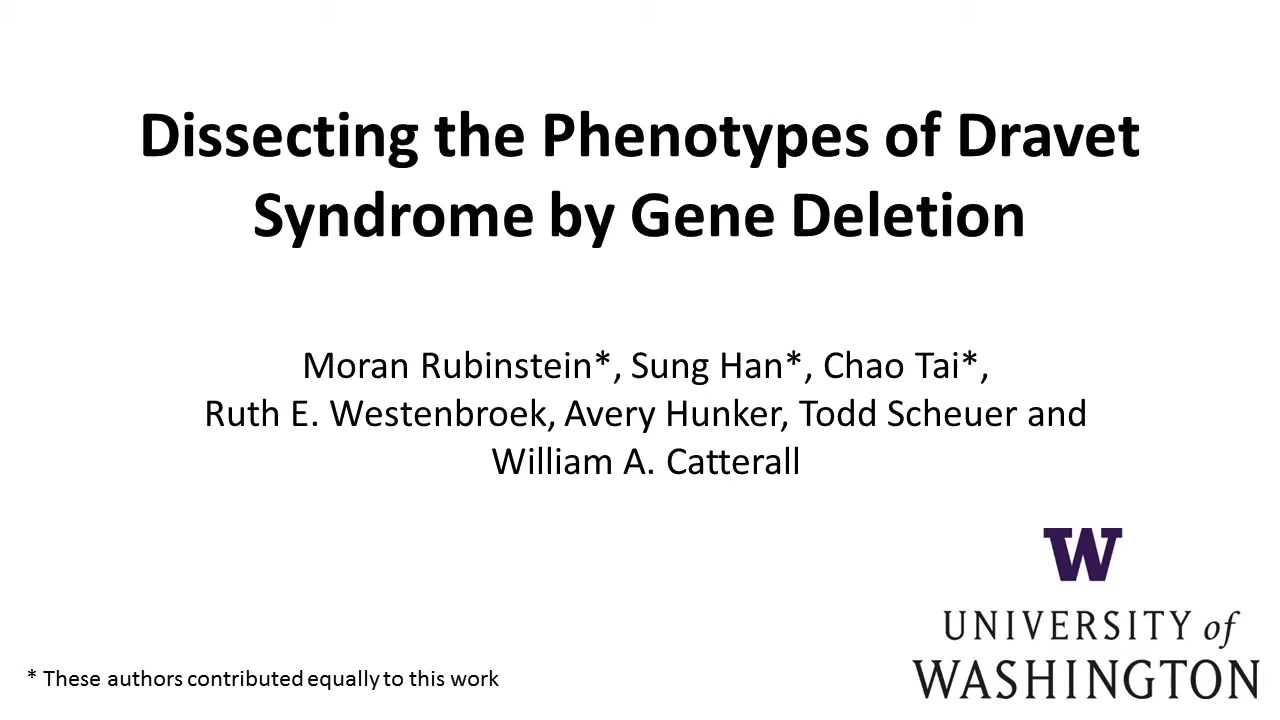 Dissecting the Phenotypes of Dravet
Syndrome by Gene Deletion
Moran Rubinstein*, Sung Han*, Chao Tai*,
Ruth E. Westenbroek, Avery Hunker, Todd Scheuer and
William A. Catterall
W
UNIVERSITY of
WASHINGTON
* These authors contributed equally to this work